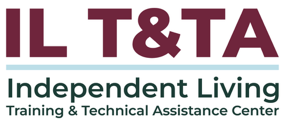 IL T&TA
Independent Living
Training & Technical Assistance Center